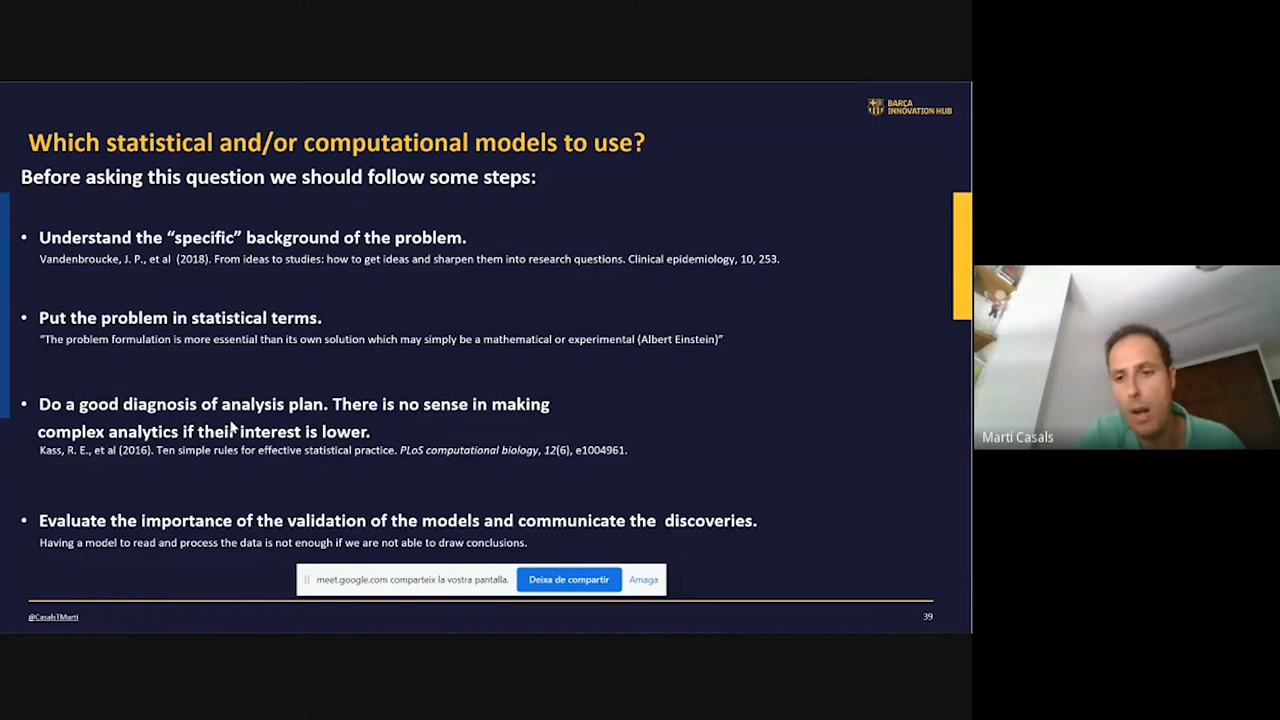 BARÇA
INNOVATION HUB
Which statistical and/or computational models to use?
Before asking this question we should follow some steps:
• Understand the “specific” background of the problem.
Vandenbroucke, J. P., et al (2018). From ideas to studies: how to get ideas and sharpen them into research questions. Clinical epidemiology, 10, 253.
• Put the problem in statistical terms.
“The problem formulation is more essential than its own solution which may simply be a mathematical or experimental (Albert Einstein)”
• Do a good diagnosis of analysis plan. There is no sense in making
complex analytics if their interest is lower.
Kass, R. E., et al (2016). Ten simple rules for effective statistical practice. PLoS computational biology, 12(6), e1004961.
• Evaluate the importance of the validation of the models and communicate the discoveries.
Having a model to read and process the data is not enough if we are not able to draw conclusions.
meet.google.com comparteix la vostra pantalla. Deixa de compartir Amaga
@CasalsTMarti
39
Martí Casals